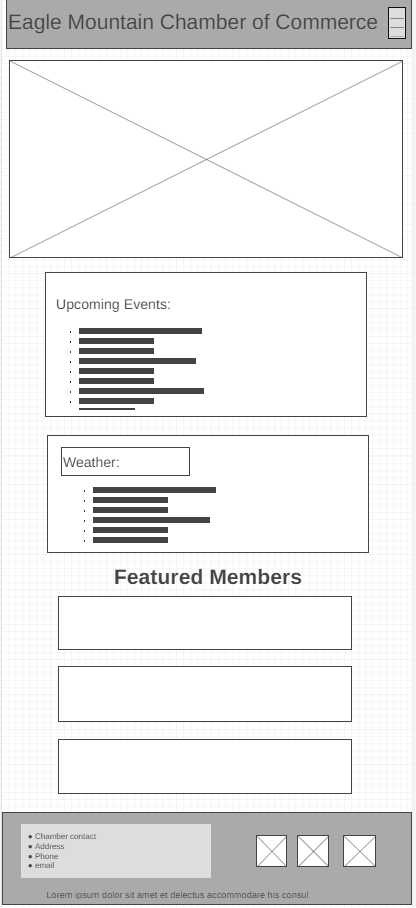 Eagle Mountain Chamber of Commerce
Upcoming Events:
Weather:
Featured Members
● Chamber contact
● Address
● Phone
● email
Lorem ipsum dolor sit amet et delectus accommodare his consul